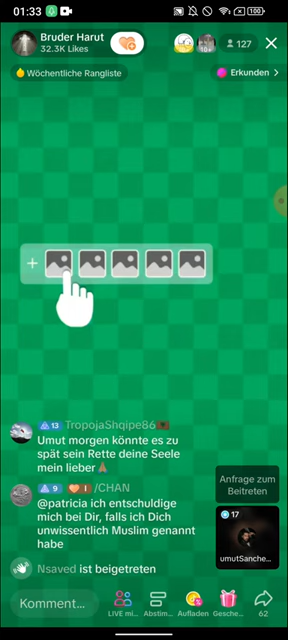 01:33
100
Bruder Harut
32.3K Likes
10+
127
Wöchentliche Rangliste
Erkunden >
13 TropojaShqipe86
Umut morgen könnte es zu
spät sein Rette deine Seele
mein lieber
9 1 /CHAN
@patricia ich entschuldige
mich bei Dir, falls ich Dich
unwissentlich Muslim genannt
habe
Nsaved ist beigetreten
Anfrage zum
Beitreten
17
umutSanche...
Komment...
LIVE mi...
Abstim...
Aufladen
Gesche...
62